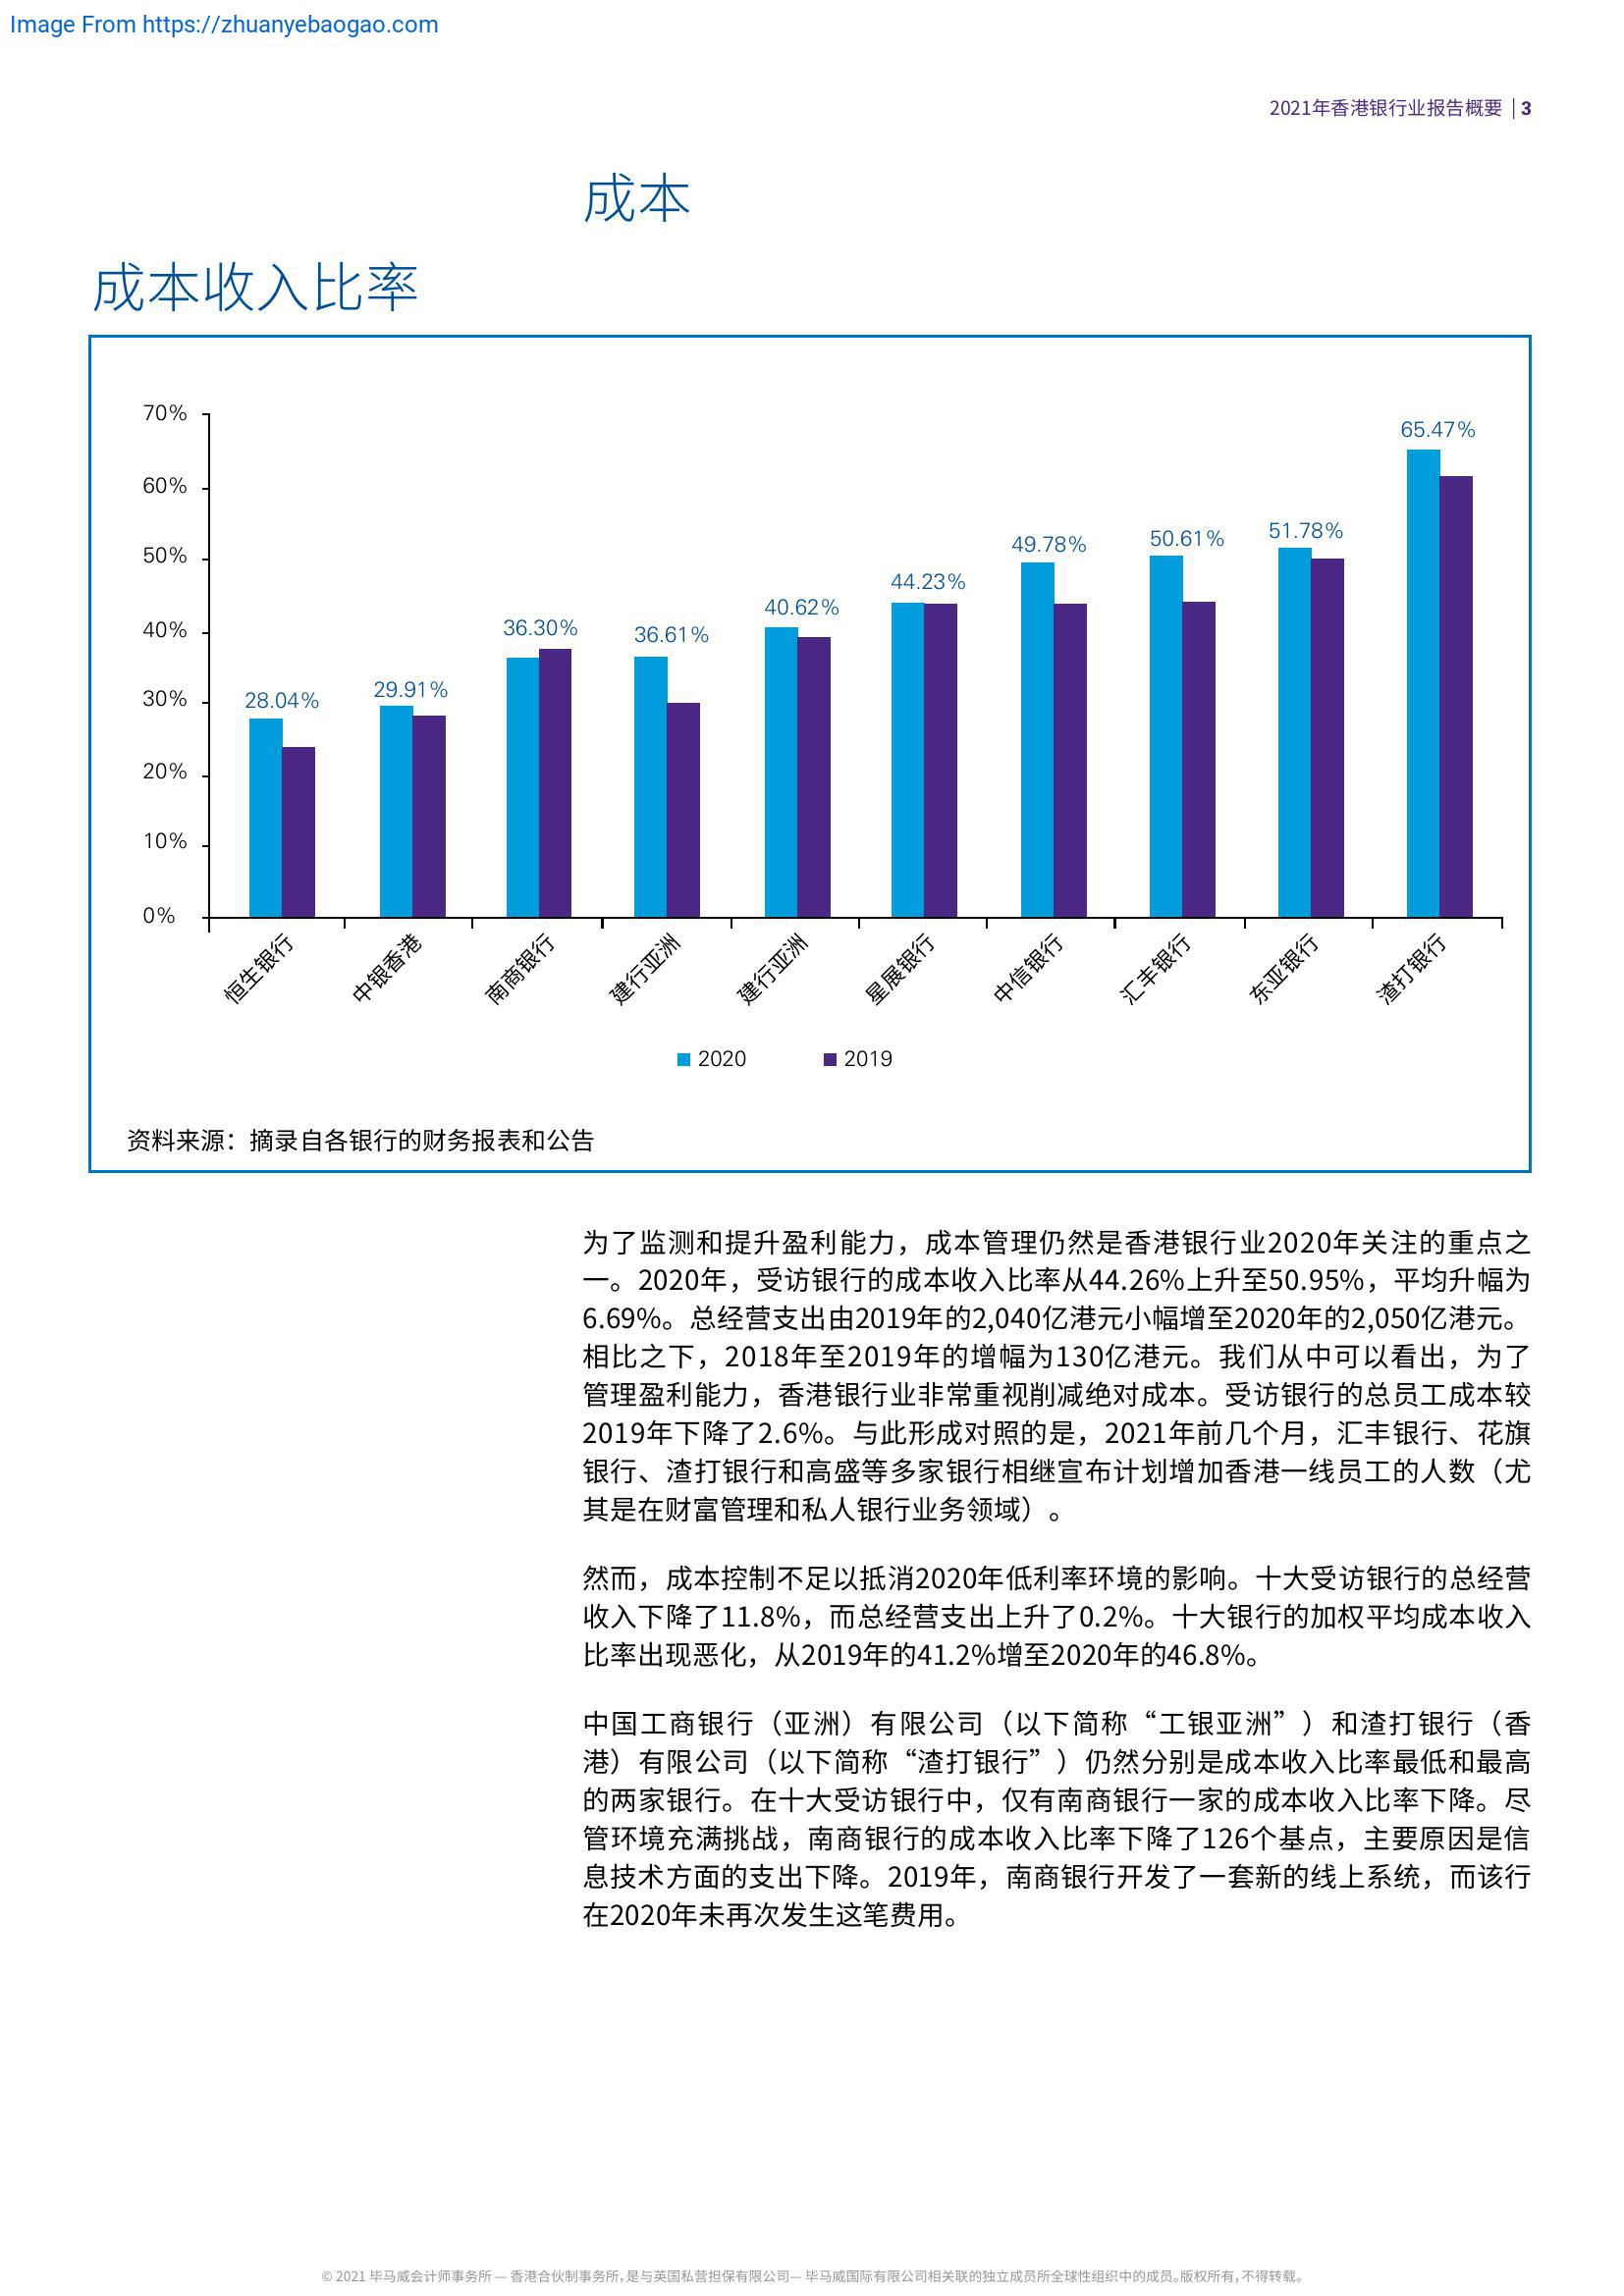 Image From https://zhuanyebaogao.com
2021年香港银行业报告概要 | 3
成本
成本收入比率
70%
60%
50%
40%
30%
20%
10%
0%
28.04%
29.91%
36.30%
36.61%
40.62%
44.23%
49.78%
50.61%
51.78%
65.47%
恒生银行
中银香港
南商银行
建行亚洲
建行亚洲
星展银行
中信银行
汇丰银行
东亚银行
渣打银行
2020 2019
资料来源：摘录自各银行的财务报表和公告
为了监测和提升盈利能力，成本管理仍然是香港银行业2020年关注的重点之
一。2020年，受访银行的成本收入比率从44.26%上升至50.95%，平均升幅为
6.69%。总经营支出由2019年的2,040亿港元小幅增至2020年的2,050亿港元。
相比之下，2018年至2019年的增幅为130亿港元。我们从中可以看出，为了
管理盈利能力，香港银行业非常重视削减绝对成本。受访银行的总员工成本较
2019年下降了2.6%。与此形成对照的是，2021年前几个月，汇丰银行、花旗
银行、渣打银行和高盛等多家银行相继宣布计划增加香港一线员工的人数（尤
其是在财富管理和私人银行业务领域）。
然而，成本控制不足以抵消2020年低利率环境的影响。十大受访银行的总经营
收入下降了11.8%，而总经营支出上升了0.2%。十大银行的加权平均成本收入
比率出现恶化，从2019年的41.2%增至2020年的46.8%。
中国工商银行（亚洲）有限公司（以下简称“工银亚洲”）和渣打银行（香
港）有限公司（以下简称“渣打银行”）仍然分别是成本收入比率最低和最高
的两家银行。在十大受访银行中，仅有南商银行一家的成本收入比率下降。尽
管环境充满挑战，南商银行的成本收入比率下降了126个基点，主要原因是信
息技术方面的支出下降。2019年，南商银行开发了一套新的线上系统，而该行
在2020年未再次发生这笔费用。
© 2021 毕马威会计师事务所 — 香港合伙制事务所，是与英国私营担保有限公司— 毕马威国际有限公司相关联的独立成员所全球性组织中的成员。版权所有，不得转载。